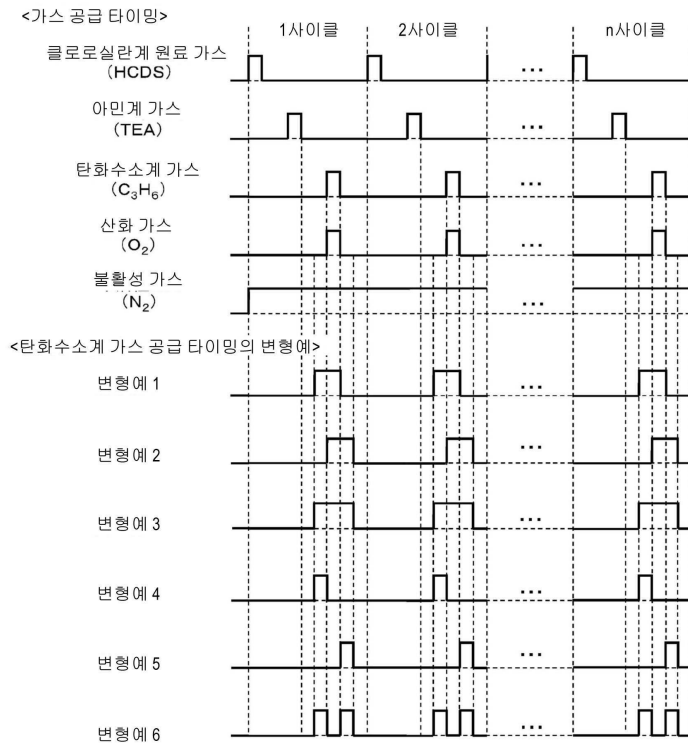 <가스 공급 타이밍>
1사이클 2사이클 n사이클
클로로실란계 원료 가스
(HCDS)
...
아민계 가스
(TEA)
...
탄화수소계 가스
(C₃H₆)
...
산화 가스
(O₂)
...
불활성 가스
(N₂)
...
<탄화수소계 가스 공급 타이밍의 변형예>
변형예 1 ...
변형예 2 ...
변형예 3 ...
변형예 4 ...
변형예 5 ...
변형예 6 ...